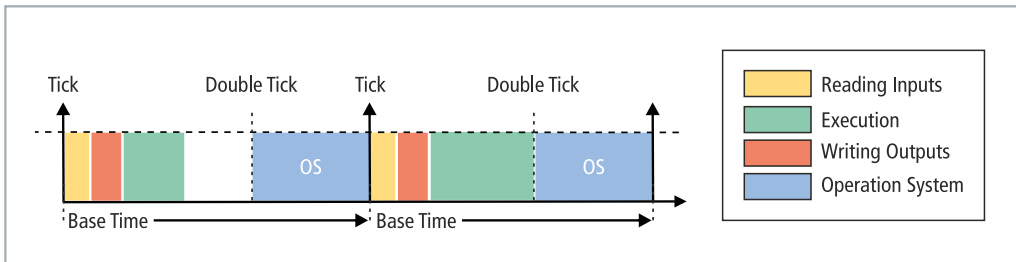 Tick
Double Tick
Tick
Double Tick
OS
OS
Base Time
Base Time
Reading Inputs
Execution
Writing Outputs
Operation System